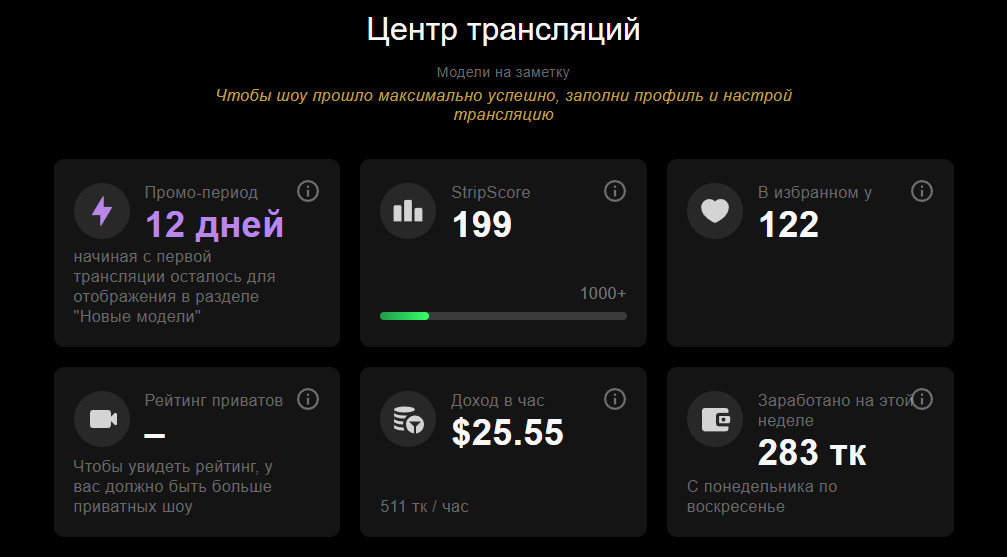 Центр трансляций
Модели на заметку
Чтобы шоу прошло максимально успешно, заполни профиль и настрой
трансляцию
Промо-период
12 дней
начиная с первой
трансляции осталось для
отображения в разделе
"Новые модели"
StripScore
199
1000+
В избранном у
122
Рейтинг приватов
–
Чтобы увидеть рейтинг, у
вас должно быть больше
приватных шоу
Доход в час
$25.55
511 тк / час
Заработано на этой
неделе
283 тк
С понедельника по
воскресенье